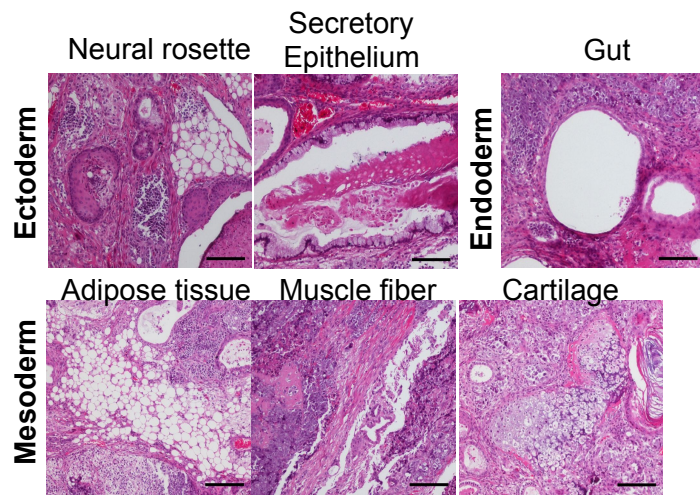 Neural rosette
Secretory
Epithelium
Gut
Ectoderm
Endoderm
Adipose tissue
Muscle fiber
Cartilage
Mesoderm